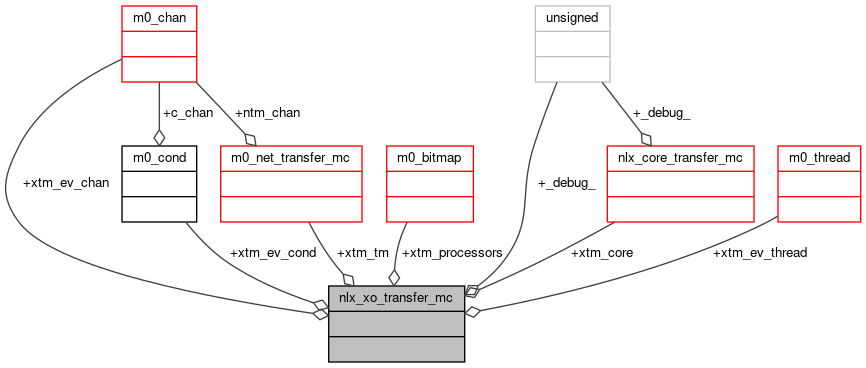 m0_chan
unsigned
+c_chan
+ntm_chan
+_debug_
m0_cond
m0_net_transfer_mc
m0_bitmap
nlx_core_transfer_mc
m0_thread
+xtm_ev_chan
+_debug_
+xtm_ev_cond
+xtm_tm
+xtm_processors
+xtm_core
+xtm_ev_thread
nlx_xo_transfer_mc